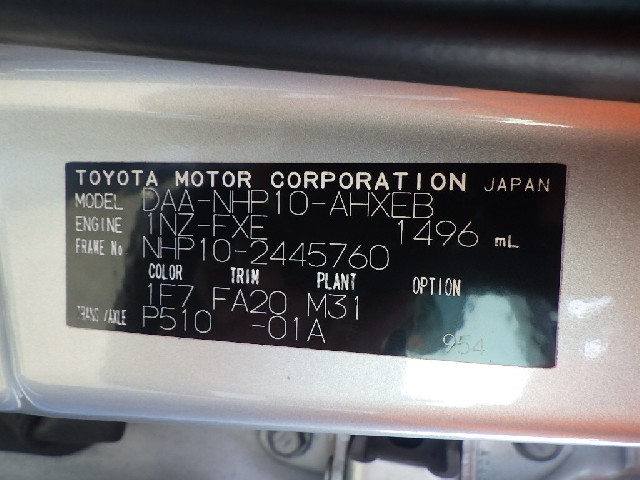 TOYOTA MOTOR CORPORATION JAPAN
MODEL DAA-NHP10-AHXEB
ENGINE 1NZ-FXE 1496 mL
FRAME No NHP10-2445760
COLOR TRIM PLANT OPTION
1F7 FA20 M31
TRANS/AXLE P510 -01A
954